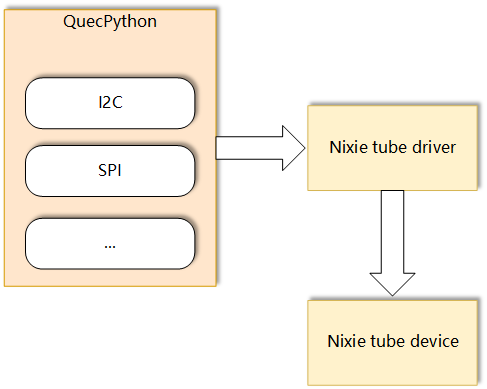 QuecPython
I2C
SPI
...
Nixie tube driver
Nixie tube device